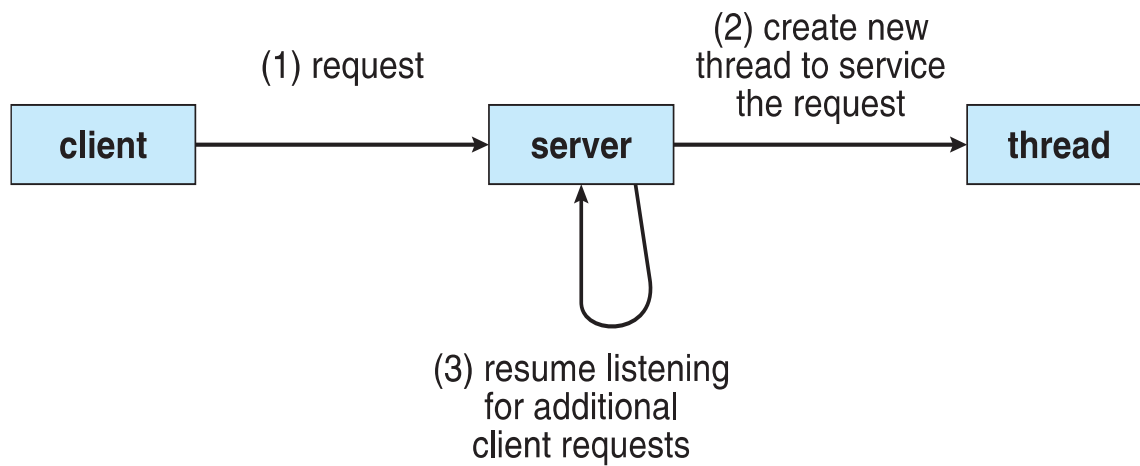 (1) request
(2) create new
thread to service
the request
client
server
thread
(3) resume listening
for additional
client requests